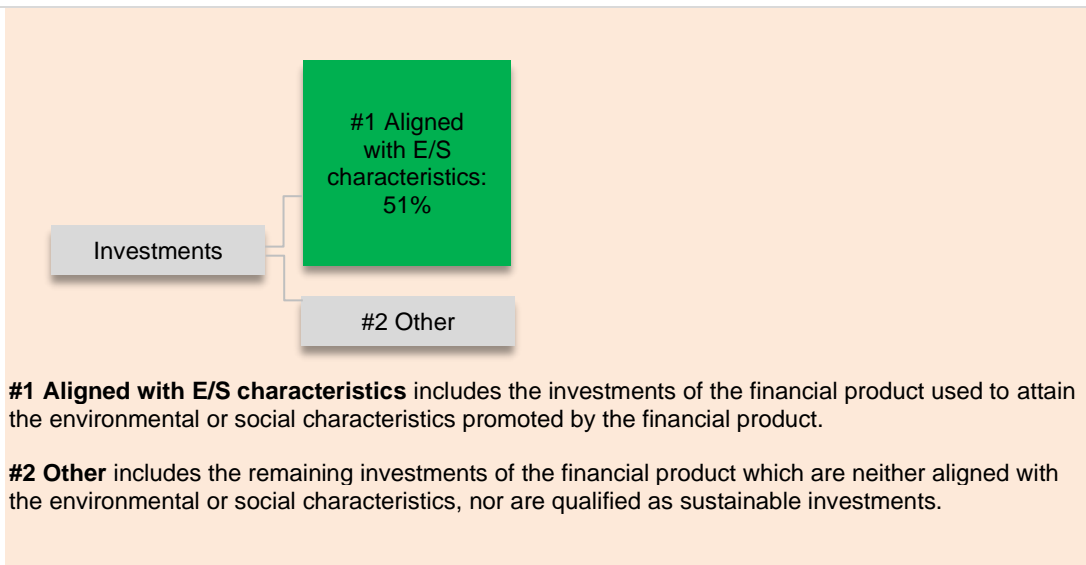 #1 Aligned
with E/S
characteristics:
51%
Investments
#2 Other
#1 Aligned with E/S characteristics includes the investments of the financial product used to attain
the environmental or social characteristics promoted by the financial product.
#2 Other includes the remaining investments of the financial product which are neither aligned with
the environmental or social characteristics, nor are qualified as sustainable investments.